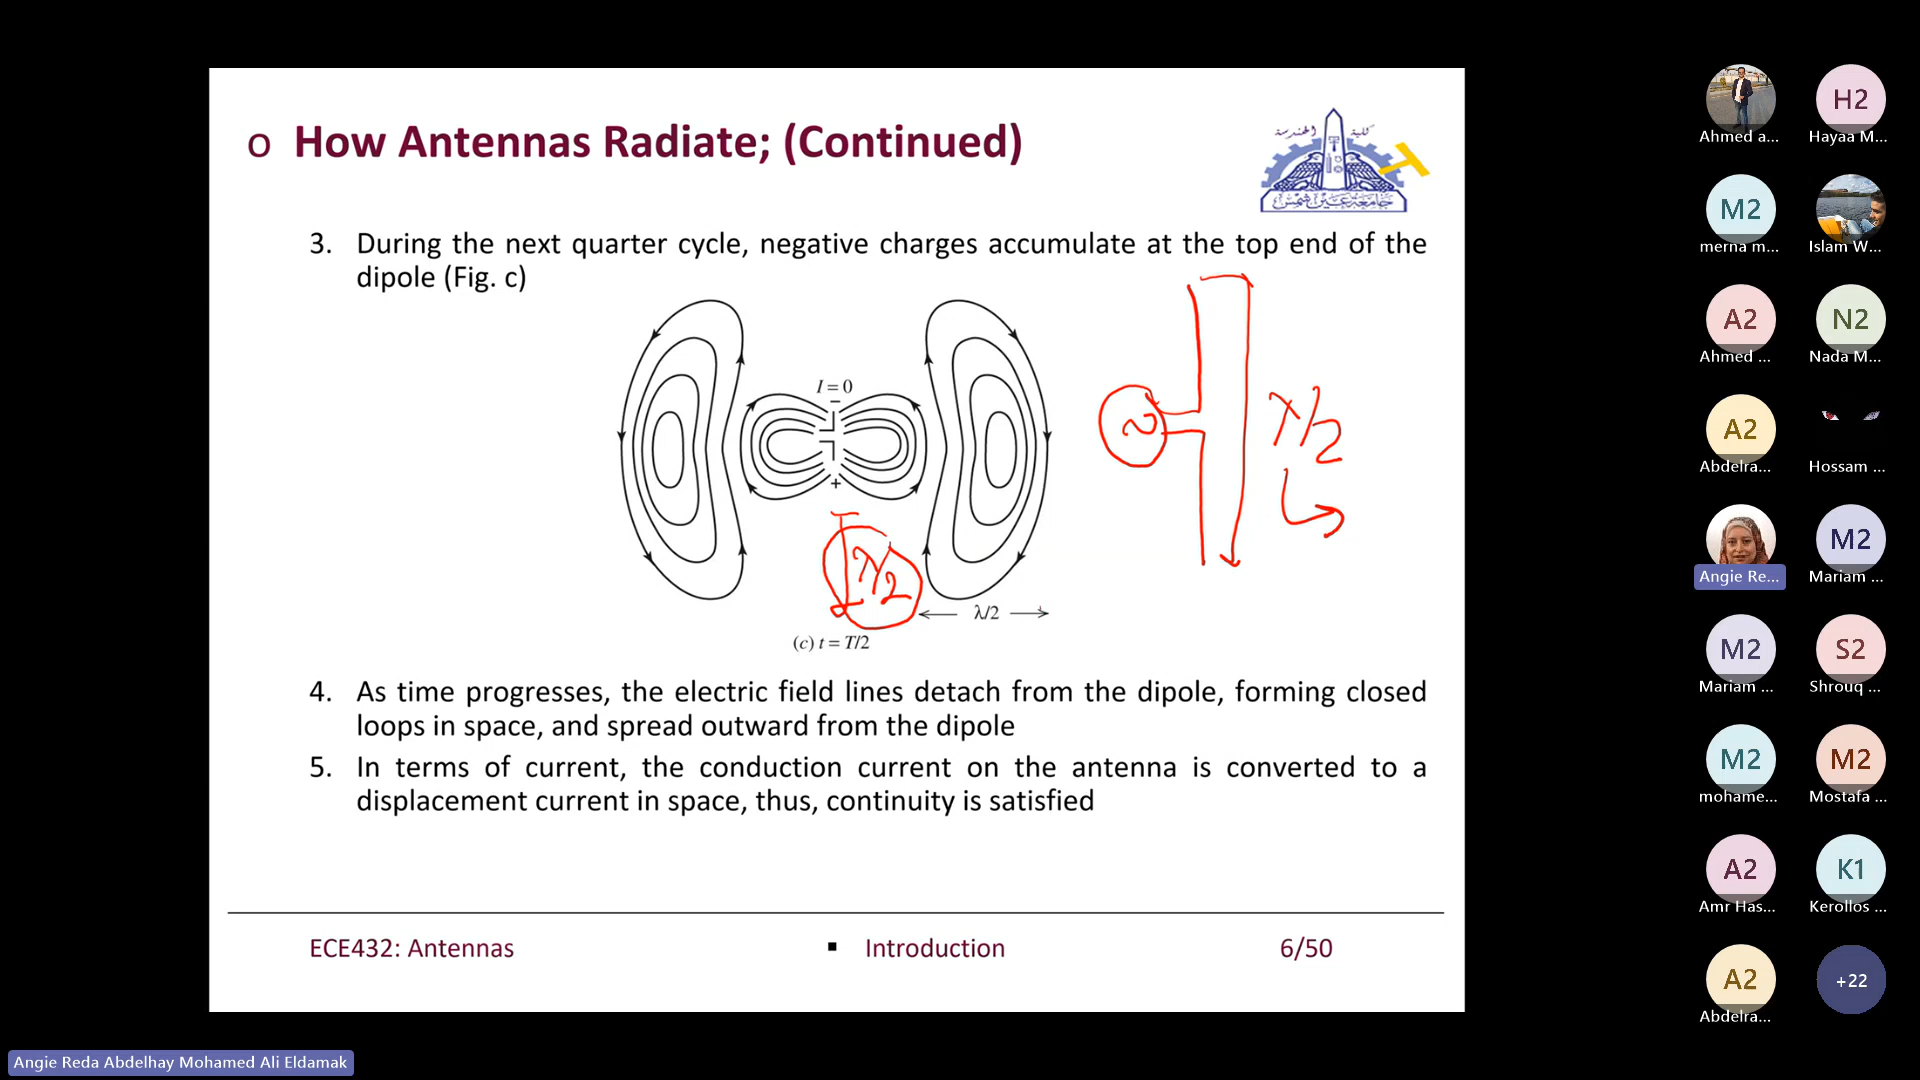 o How Antennas Radiate; (Continued)
كلية الهندسة
جامعة عين شمس
3. During the next quarter cycle, negative charges accumulate at the top end of the
dipole (Fig. c)
I = 0
−
+
λ/2
λ/2
~
λ/2
(c) t = T/2
4. As time progresses, the electric field lines detach from the dipole, forming closed
loops in space, and spread outward from the dipole
5. In terms of current, the conduction current on the antenna is converted to a
displacement current in space, thus, continuity is satisfied
ECE432: Antennas
▪ Introduction
6/50
Ahmed a...
H2
Hayaa M...
M2
merna m...
Islam W...
A2
Ahmed ...
N2
Nada M...
A2
Abdelra...
Hossam ...
Angie Re...
M2
Mariam ...
M2
Mariam ...
S2
Shrouq ...
M2
mohame...
M2
Mostafa ...
A2
Amr Has...
K1
Kerollos ...
A2
Abdelra...
+22
Angie Reda Abdelhay Mohamed Ali Eldamak